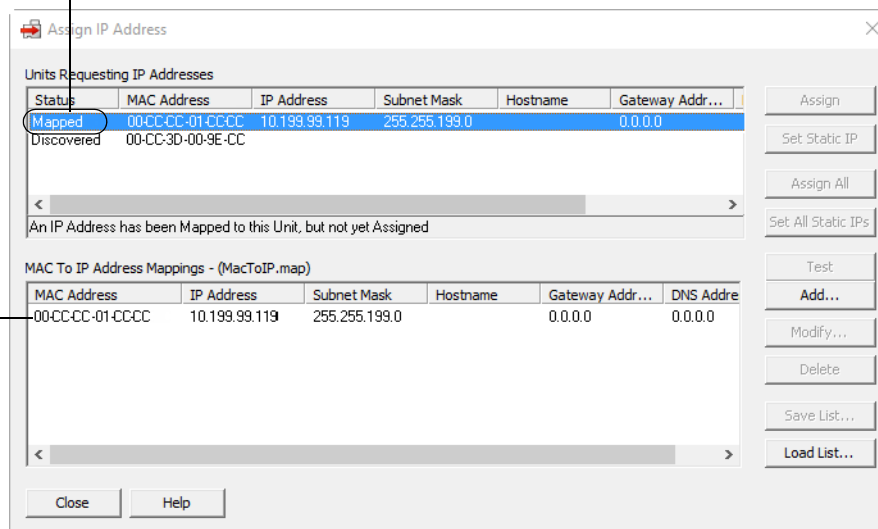 Assign IP Address
Units Requesting IP Addresses
Status MAC Address IP Address Subnet Mask Hostname Gateway Addr...
Mapped 00-CC-CC-01-CC-CC 10.199.99.119 255.255.199.0 0.0.0.0
Discovered 00-CC-3D-00-9E-CC
An IP Address has been Mapped to this Unit, but not yet Assigned
Assign
Set Static IP
Assign All
Set All Static IPs
MAC To IP Address Mappings - (MacToIP.map)
MAC Address IP Address Subnet Mask Hostname Gateway Addr... DNS Addre
00-CC-CC-01-CC-CC 10.199.99.119 255.255.199.0 0.0.0.0 0.0.0.0
Test
Add...
Modify...
Delete
Save List...
Load List...
Close Help